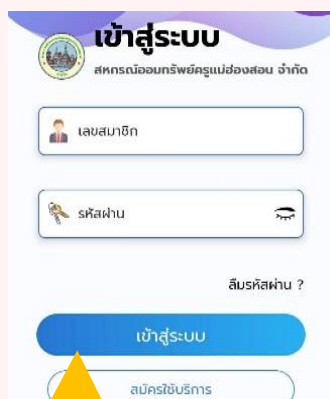 เข้าสู่ระบบ
สหกรณ์ออมทรัพย์ครูแม่ฮ่องสอน จำกัด
เลขสมาชิก
รหัสผ่าน
ลืมรหัสผ่าน ?
เข้าสู่ระบบ
สมัครใช้บริการ